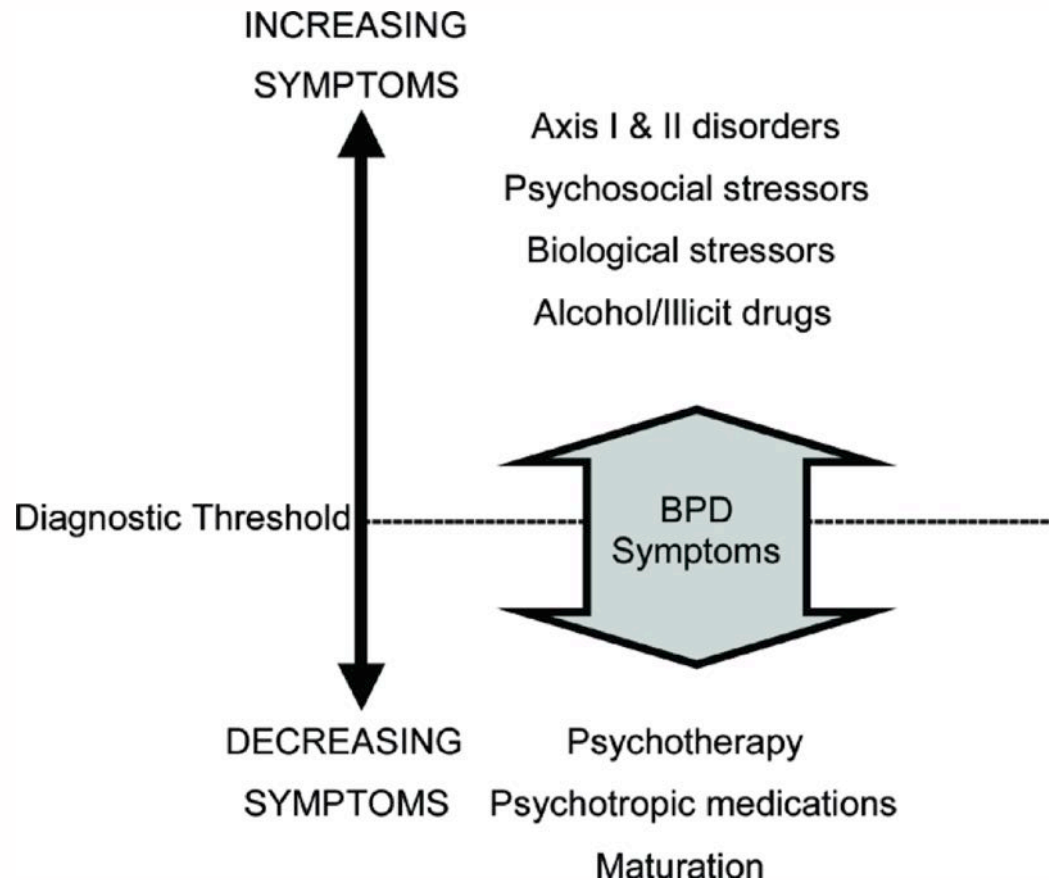 INCREASING
SYMPTOMS
Axis I & II disorders
Psychosocial stressors
Biological stressors
Alcohol/Illicit drugs
Diagnostic Threshold
BPD
Symptoms
DECREASING
SYMPTOMS
Psychotherapy
Psychotropic medications
Maturation